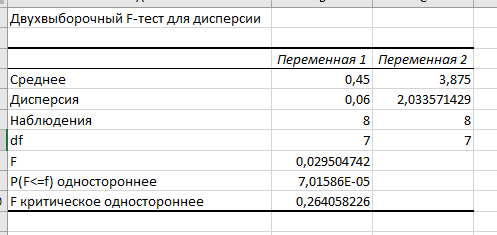 Двухвыборочный F-тест для дисперсии
Переменная 1 Переменная 2
Среднее 0,45 3,875
Дисперсия 0,06 2,033571429
Наблюдения 8 8
df 7 7
F 0,029504742
P(F<=f) одностороннее 7,01586E-05
F критическое одностороннее 0,264058226